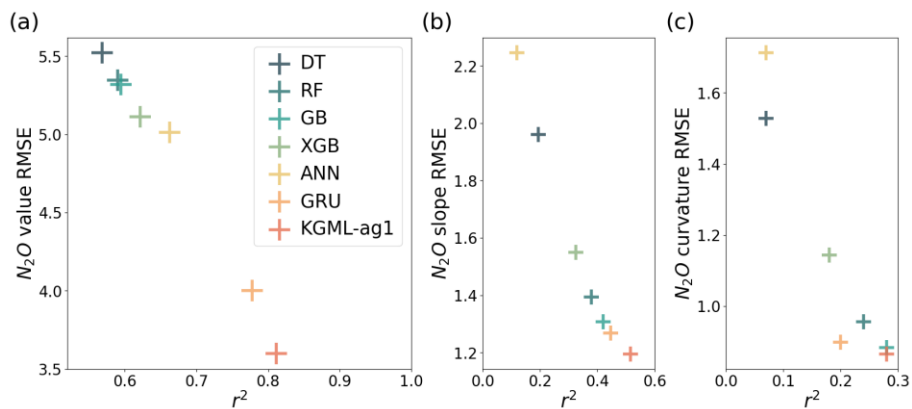 (a)
5.5
5.0
4.5
4.0
3.5
N₂O value RMSE
0.6 0.7 0.8 0.9 1.0
r²
DT
RF
GB
XGB
ANN
GRU
KGML-ag1
(b)
2.2
2.0
1.8
1.6
1.4
1.2
N₂O slope RMSE
0.0 0.2 0.4 0.6
r²
(c)
1.6
1.4
1.2
1.0
N₂O curvature RMSE
0.0 0.1 0.2 0.3
r²